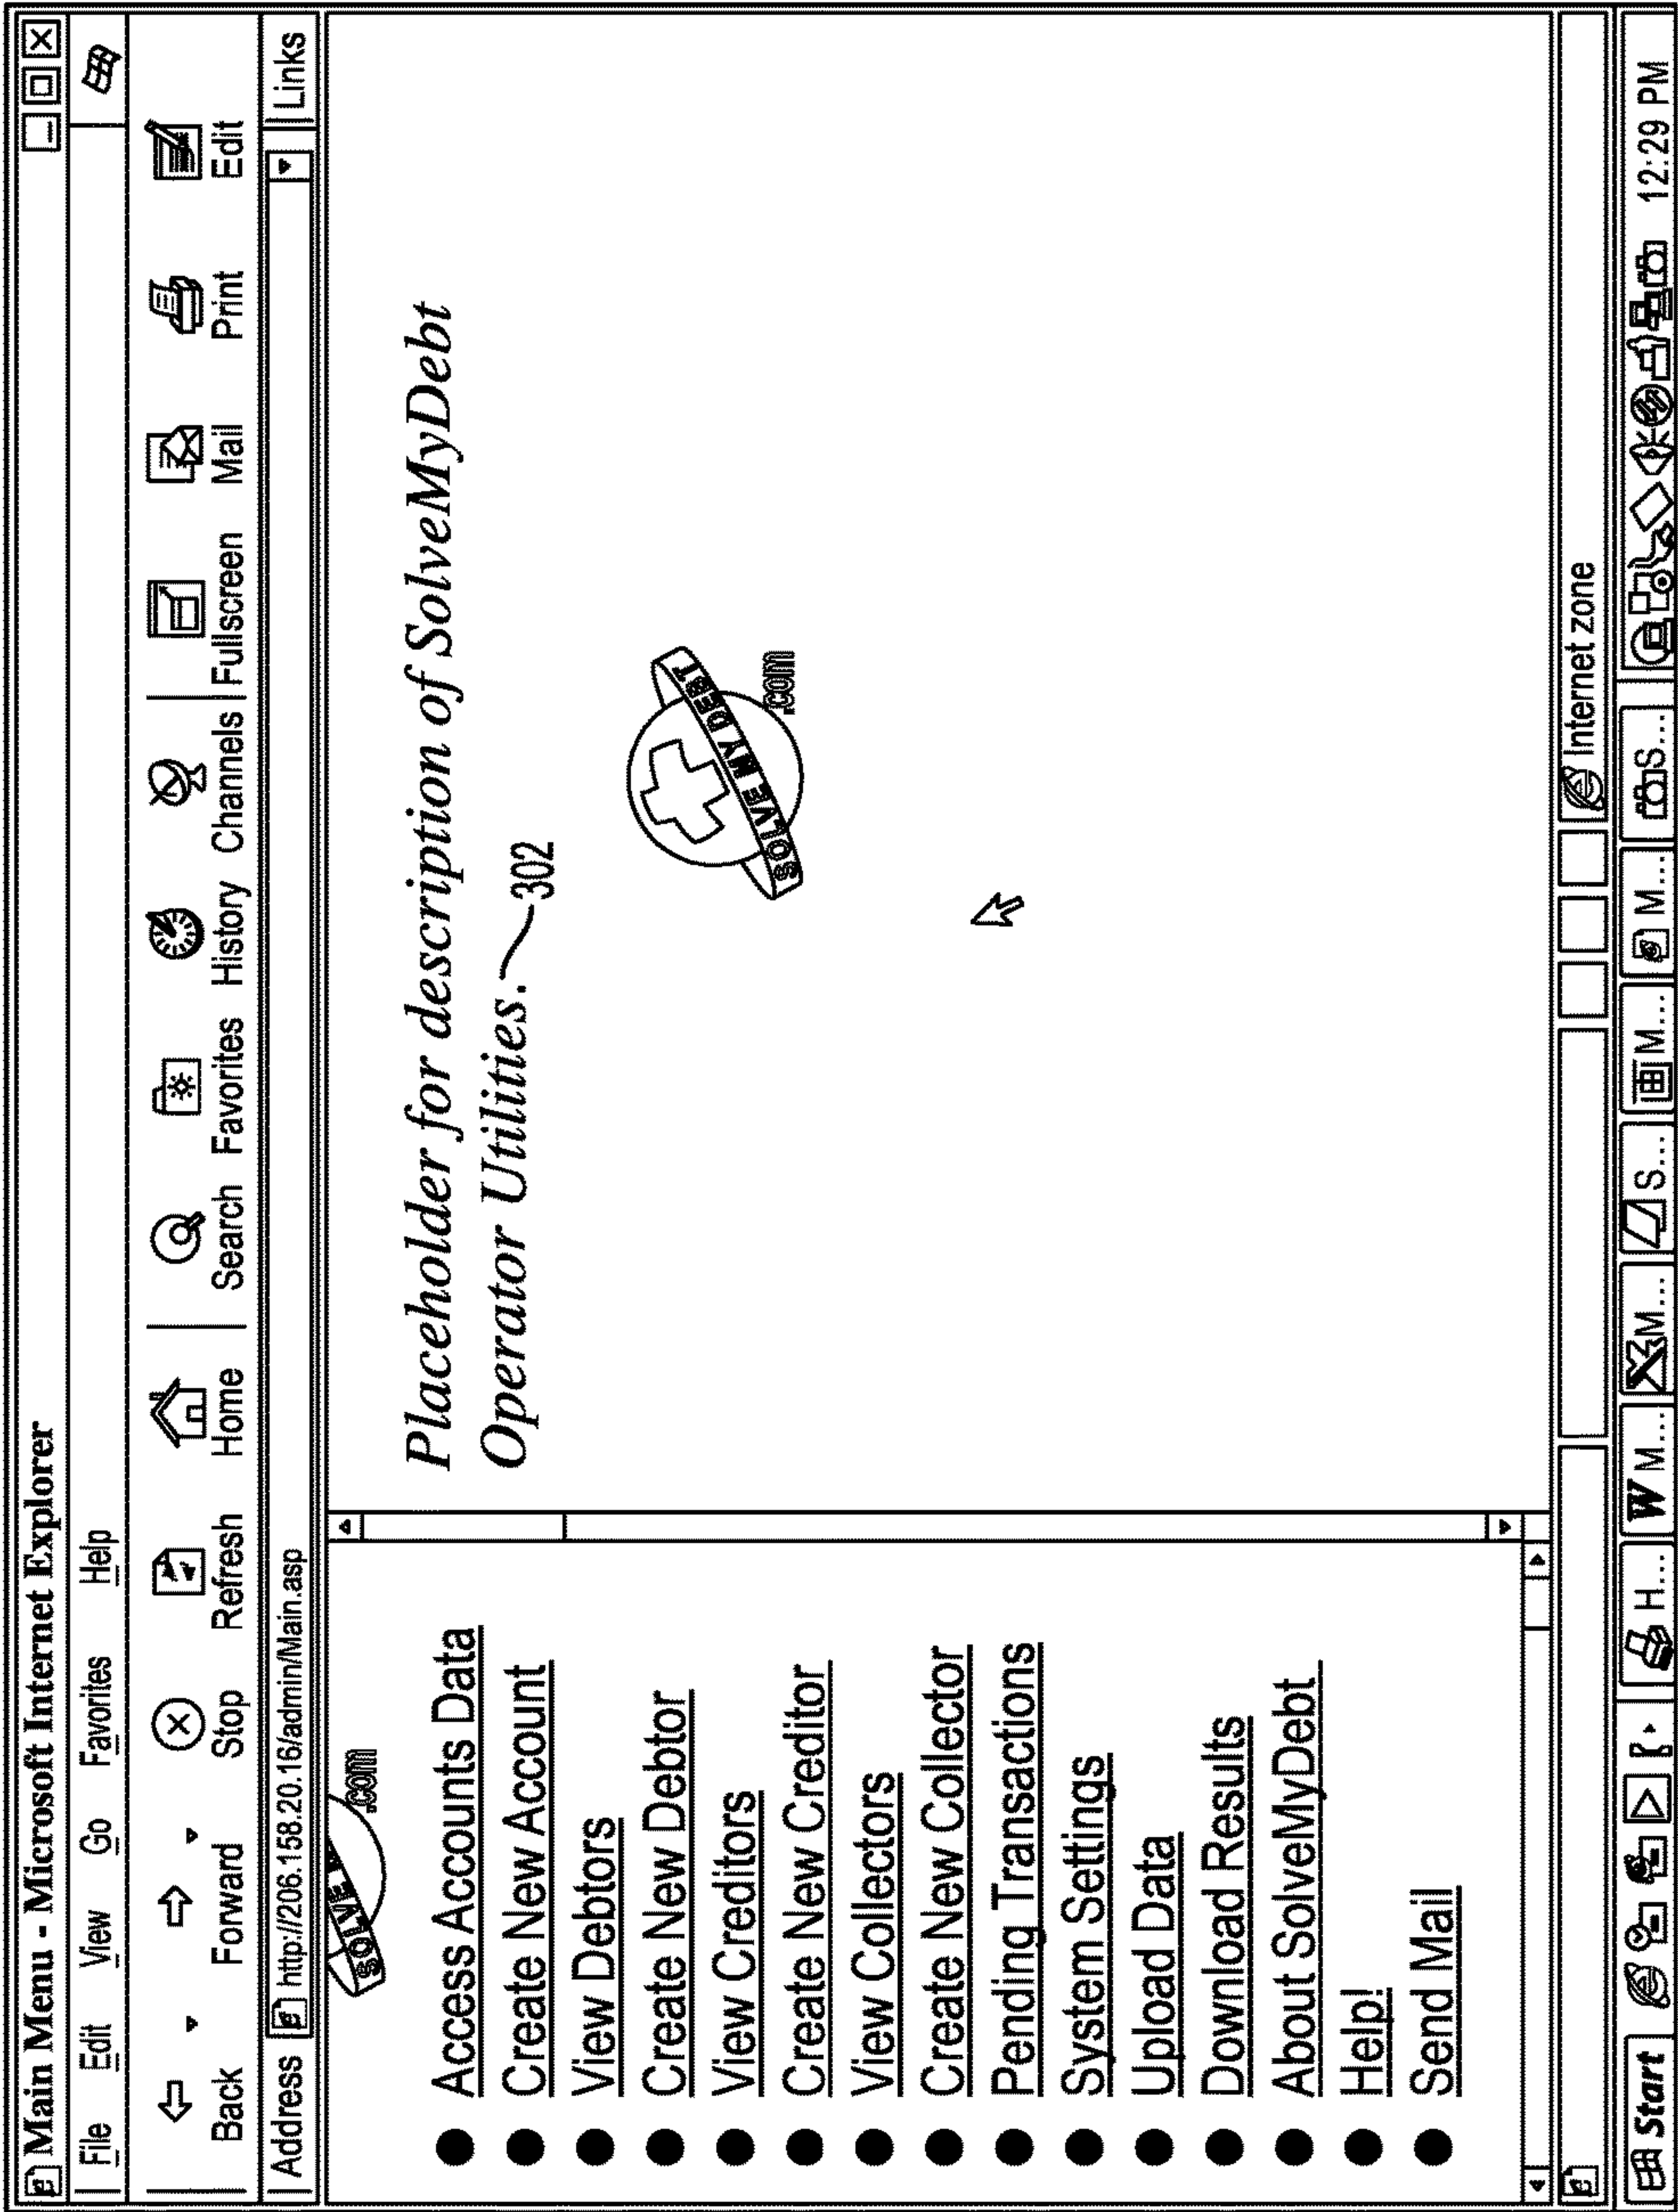 Main Menu - Microsoft Internet Explorer
File Edit View Go Favorites Help
Back Forward Stop Refresh Home Search Favorites History Channels Fullscreen Mail Print Edit
Address http://206.158.20.16/admin/Main.asp Links
SOLVE M
.com
Access Accounts Data
Create New Account
View Debtors
Create New Debtor
View Creditors
Create New Creditor
View Collectors
Create New Collector
Pending Transactions
System Settings
Upload Data
Download Results
About SolveMyDebt
Help!
Send Mail
Placeholder for description of SolveMyDebt
Operator Utilities. 302
SOLVE MY DEBT
.com
Internet zone
Start H... W M... M... S... M... M... S... 12:29 PM